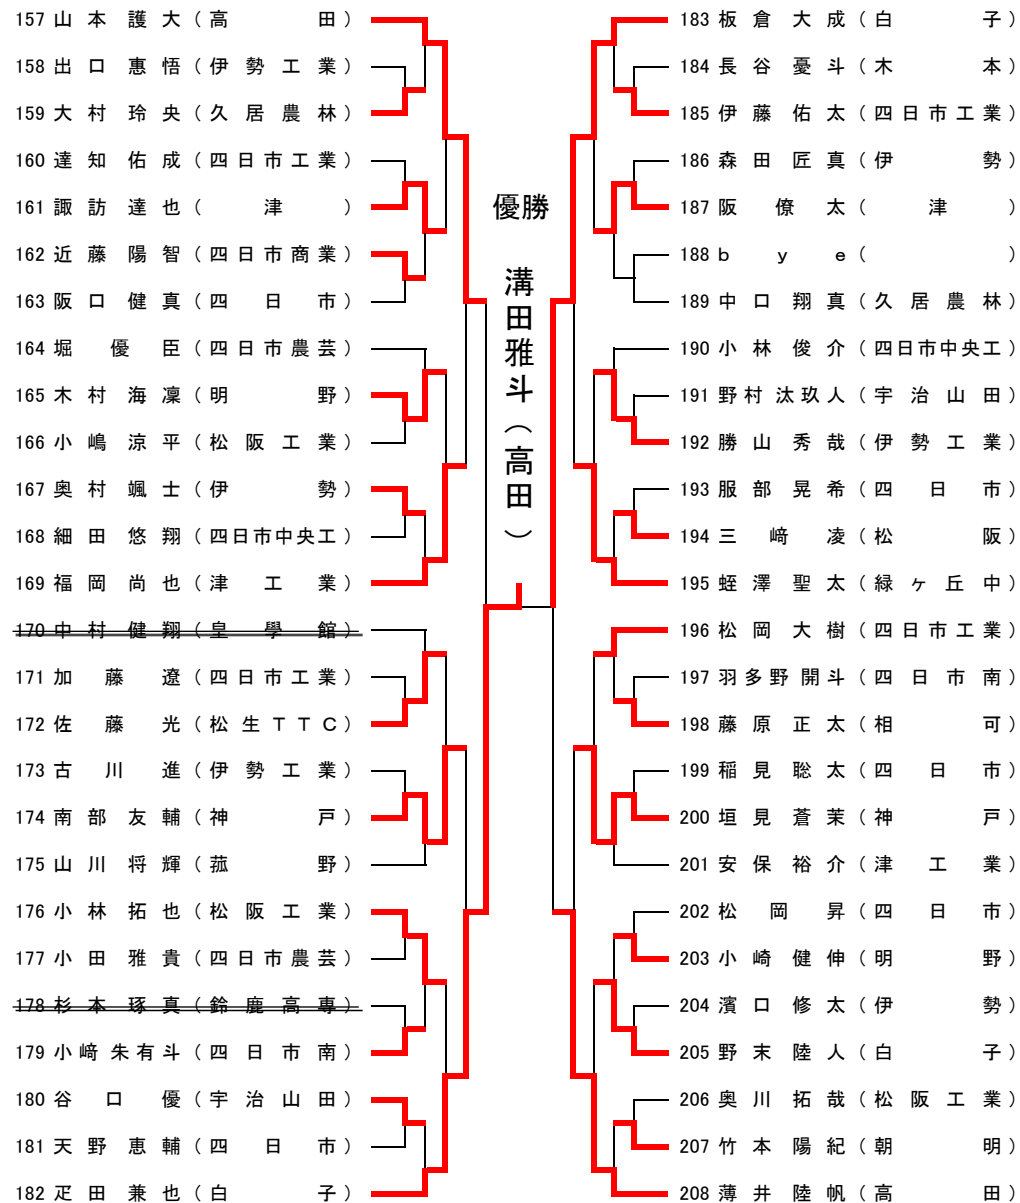 157 山本護大（高田）
158 出口惠悟（伊勢工業）
159 大村玲央（久居農林）
160 達知佑成（四日市工業）
161 諏訪達也（津）
162 近藤陽智（四日市商業）
163 阪口健真（四日市）
164 堀優臣（四日市農芸）
165 木村海凜（明野）
166 小嶋涼平（松阪工業）
167 奥村颯士（伊勢）
168 細田悠翔（四日市中央工）
169 福岡尚也（津工業）
170 中村健翔（皇學館）
171 加藤遼（四日市工業）
172 佐藤光（松生ＴＴＣ）
173 古川進（伊勢工業）
174 南部友輔（神戸）
175 山川将輝（菰野）
176 小林拓也（松阪工業）
177 小田雅貴（四日市農芸）
178 杉本琢真（鈴鹿高専）
179 小﨑朱有斗（四日市南）
180 谷口優（宇治山田）
181 天野恵輔（四日市）
182 疋田兼也（白子）
優勝
溝田雅斗（高田）
183 板倉大成（白子）
184 長谷憂斗（木本）
185 伊藤佑太（四日市工業）
186 森田匠真（伊勢）
187 阪僚太（津）
188 ｂｙｅ（）
189 中口翔真（久居農林）
190 小林俊介（四日市中央工）
191 野村汰玖人（宇治山田）
192 勝山秀哉（伊勢工業）
193 服部晃希（四日市）
194 三﨑凌（松阪）
195 蛭澤聖太（緑ヶ丘中）
196 松岡大樹（四日市工業）
197 羽多野開斗（四日市南）
198 藤原正太（相可）
199 稲見聡太（四日市）
200 垣見蒼茉（神戸）
201 安保裕介（津工業）
202 松岡昇（四日市）
203 小崎健伸（明野）
204 濱口修太（伊勢）
205 野末陸人（白子）
206 奥川拓哉（松阪工業）
207 竹本陽紀（朝明）
208 薄井陸帆（高田）